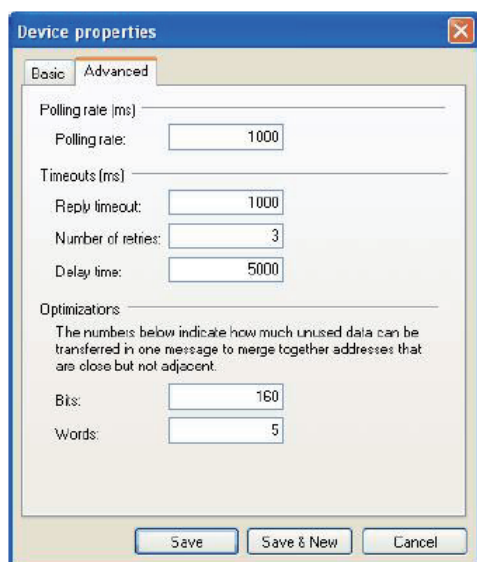 Device properties
Basic Advanced
Polling rate (ms)
Polling rate: 1000
Timeouts (ms)
Reply timeout: 1000
Number of retries: 3
Delay time: 5000
Optimizations
The numbers below indicate how much unused data can be
transferred in one message to merge together addresses that
are close but not adjacent.
Bits: 160
Words: 5
Save Save & New Cancel